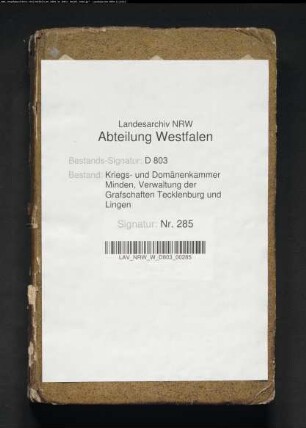 Landesarchiv NRW
Abteilung Westfalen
Bestands-Signatur: D 803
Bestand: Kriegs- und Domänenkammer
Minden, Verwaltung der
Grafschaften Tecklenburg und
Lingen
Signatur: Nr. 285
LAV_NRW_W_D803_00285